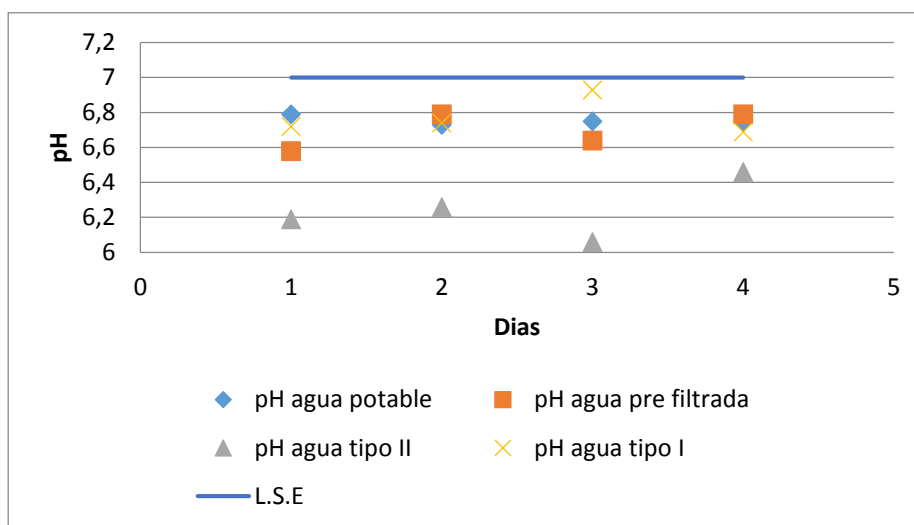 7,2
7
6,8
6,6
6,4
6,2
6
pH
0 1 2 3 4 5
Dias
pH agua potable pH agua pre filtrada
pH agua tipo II pH agua tipo I
L.S.E